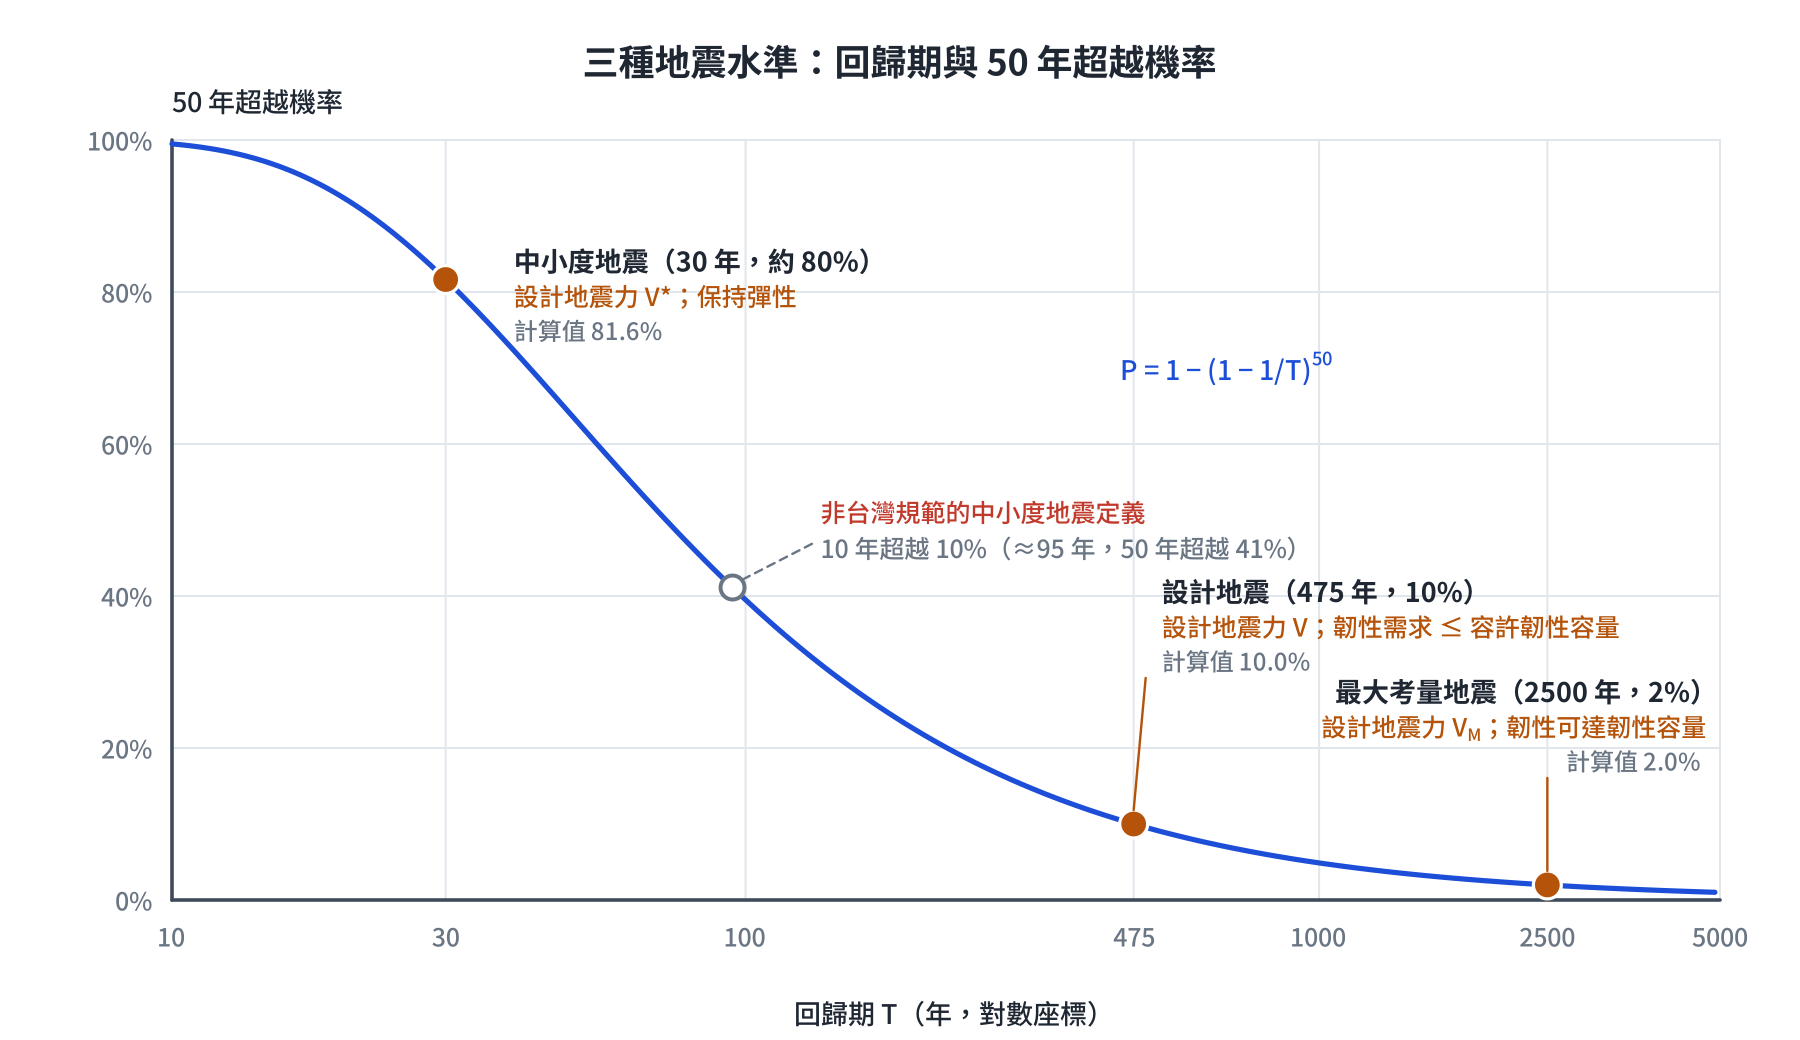 三種地震水準：回歸期與 50 年超越機率
50 年超越機率
100%
80%
60%
40%
20%
0%
中小度地震（30 年，約 80%）
設計地震力 V*；保持彈性
計算值 81.6%
P = 1 − (1 − 1/T)^50
非台灣規範的中小度地震定義
10 年超越 10%（≈95 年，50 年超越 41%）
設計地震（475 年，10%）
設計地震力 V；韌性需求 ≤ 容許韌性容量
計算值 10.0%
最大考量地震（2500 年，2%）
設計地震力 V_M；韌性可達韌性容量
計算值 2.0%
10 30 100 475 1000 2500 5000
回歸期 T（年，對數座標）